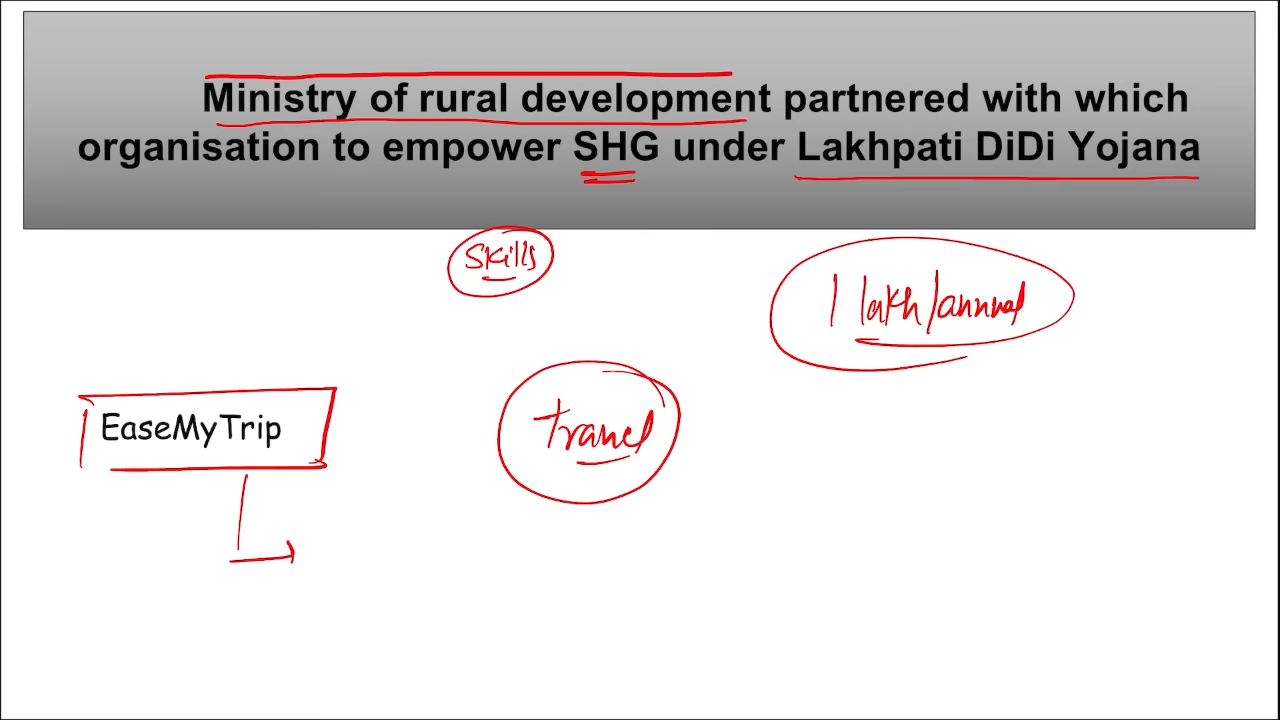 Ministry of rural development partnered with which
organisation to empower SHG under Lakhpati DiDi Yojana
skills
1 lakh/annual
EaseMyTrip
travel